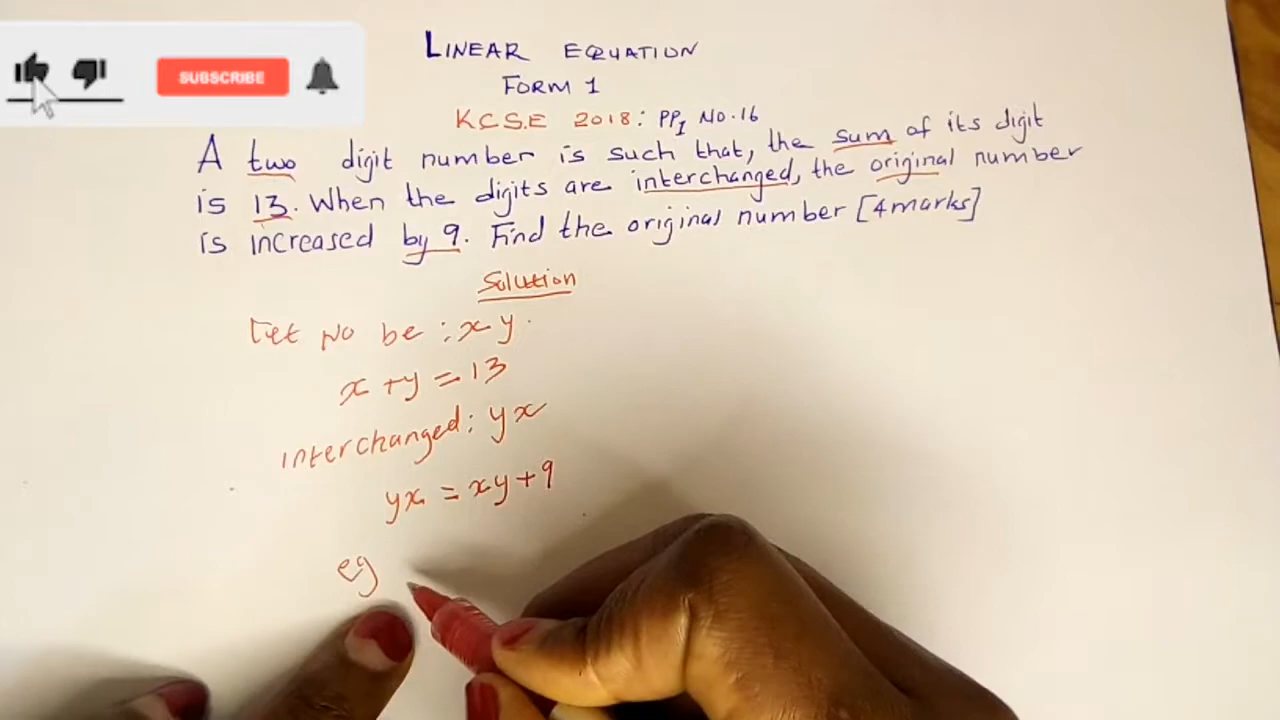 SUBSCRIBE
LINEAR EQUATION
FORM 1
KCSE 2018: PP1 NO.16
A two digit number is such that, the sum of its digit
is 13. When the digits are interchanged, the original number
is increased by 9. Find the original number [4marks]
Solution
Let No be: xy.
x+y=13
interchanged: yx
yx = xy+9
eg